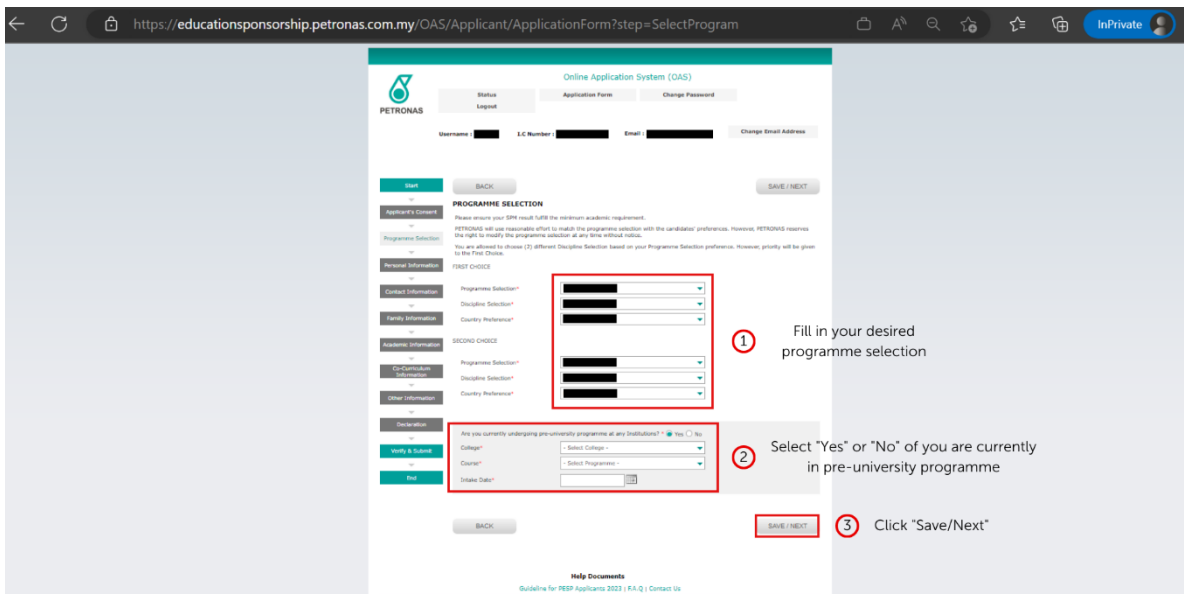 https://educationsponsorship.petronas.com.my/OAS/Applicant/ApplicationForm?step=SelectProgram
InPrivate
PETRONAS
Online Application System (OAS)
Status Application Form Change Password
Logout
Username : I.C Number : Email : Change Email Address
Start
Applicant's Consent
Programme Selection
Personal Information
Contact Information
Family Information
Academic Information
Co-Curriculum
Information
Other Information
Declaration
Verify & Submit
End
BACK SAVE / NEXT
PROGRAMME SELECTION
Please ensure your SPM result fulfill the minimum academic requirement.
PETRONAS will use reasonable effort to match the programme selection with the candidates' preferences. However, PETRONAS reserves
the right to modify the programme selection at any time without notice.
You are allowed to choose (2) different Discipline Selection based on your Programme Selection preference. However, priority will be given
to the First Choice.
FIRST CHOICE
Programme Selection*
Discipline Selection*
Country Preference*
SECOND CHOICE
Programme Selection*
Discipline Selection*
Country Preference*
1 Fill in your desired
programme selection
Are you currently undergoing pre-university programme at any Institutions? * Yes No
College* - Select College -
Course* - Select Programme -
Intake Date*
2 Select "Yes" or "No" of you are currently
in pre-university programme
BACK SAVE / NEXT
3 Click "Save/Next"
Help Documents
Guideline for PESP Applicants 2023 | F.A.Q | Contact Us